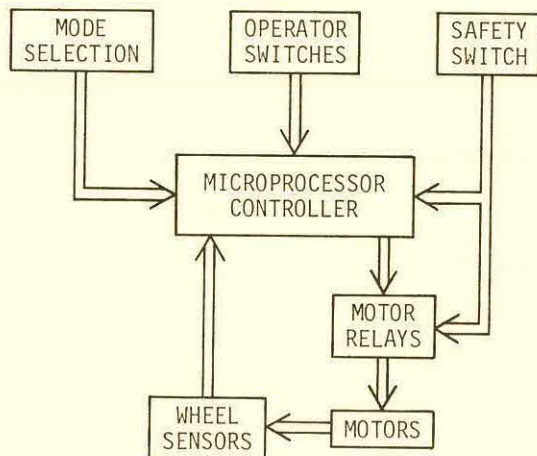 MODE
SELECTION
OPERATOR
SWITCHES
SAFETY
SWITCH
MICROPROCESSOR
CONTROLLER
MOTOR
RELAYS
WHEEL
SENSORS
MOTORS